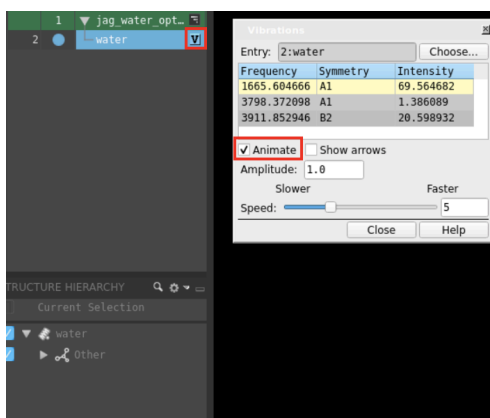 1 jag_water_opt...
2 water V
Vibrations
Entry: 2:water Choose...
Frequency Symmetry Intensity
1665.604666 A1 69.564682
3798.372098 A1 1.386089
3911.852946 B2 20.598932
Animate Show arrows
Amplitude: 1.0
Slower Faster
Speed: 5
Close Help
TRUCTURE HIERARCHY
Current Selection
water
Other